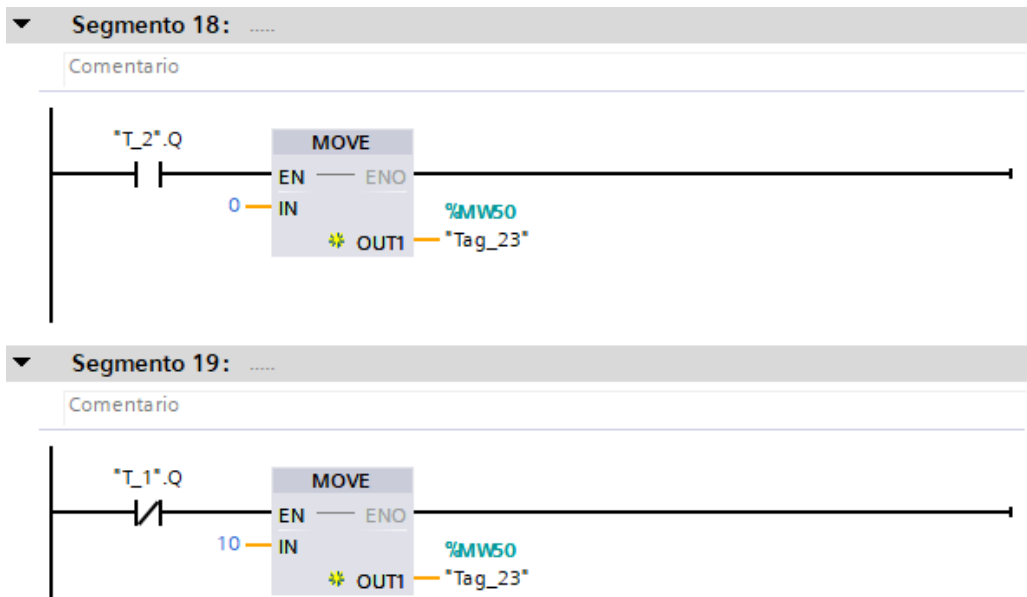 Segmento 18: .....
Comentario
"T_2".Q
MOVE
EN ENO
0 IN
%MW50
OUT1 "Tag_23"
Segmento 19: .....
Comentario
"T_1".Q
MOVE
EN ENO
10 IN
%MW50
OUT1 "Tag_23"